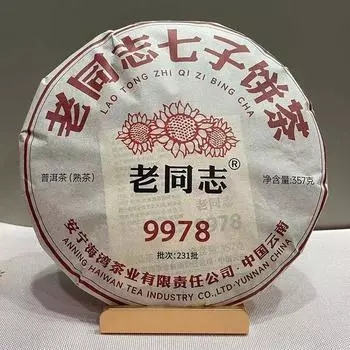 老同志七子饼茶
LAO TONG ZHI QI ZI BING CHA
普洱茶（熟茶）
净含量:357克
老同志®
9978
批次:231批
安宁海湾茶业有限责任公司·中国云南
ANNING HAIWAN TEA INDUSTRY CO.,LTD·YUNNAN CHINA